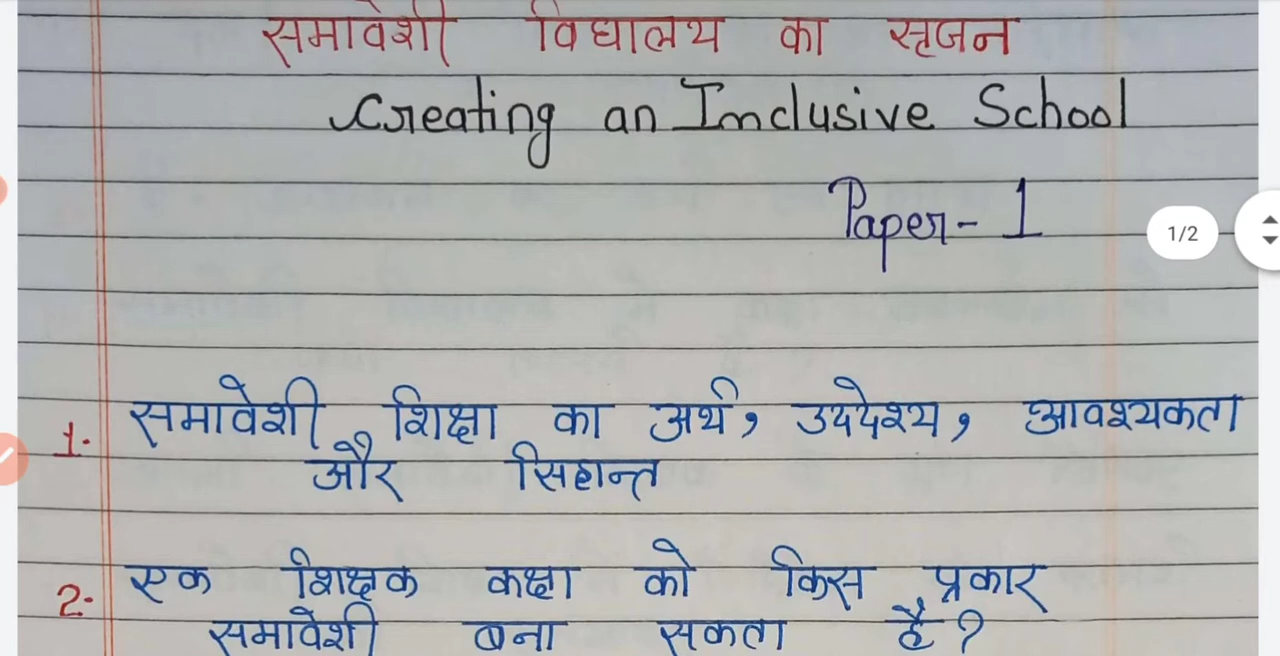 समावेशी विद्यालय का सृजन
Creating an Inclusive School
Paper - 1
1/2
1. समावेशी शिक्षा का अर्थ, उददेश्य, आवश्यकता
और सिद्धान्त
2. एक शिक्षक कक्षा को किस प्रकार
समावेशी बना सकता है?